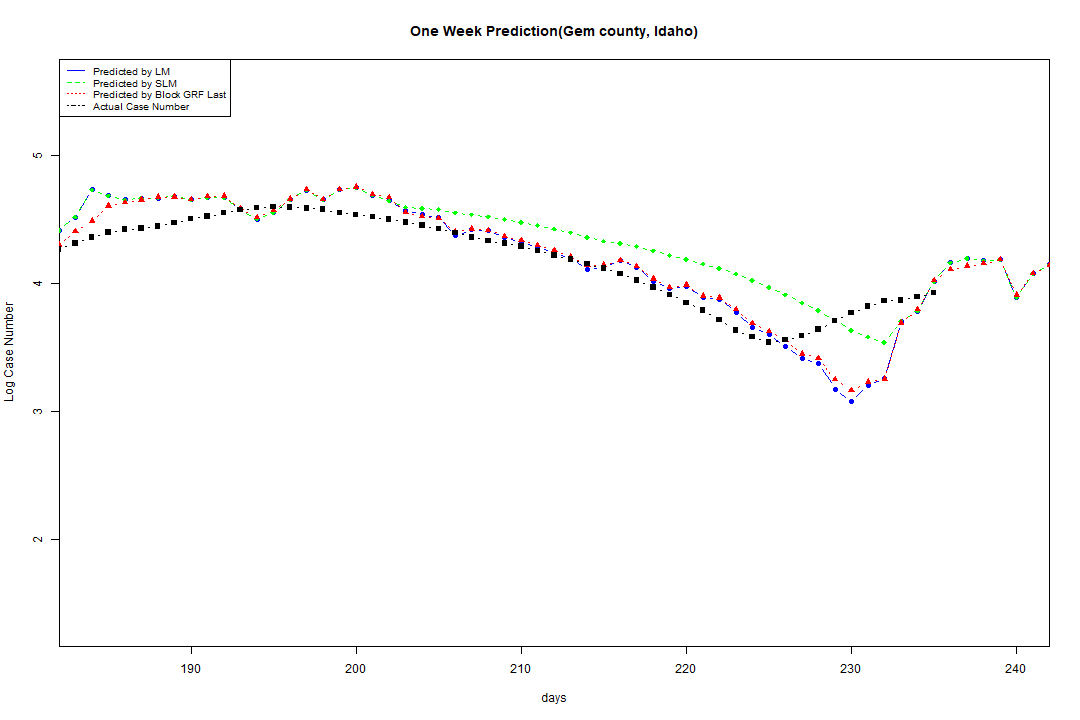 One Week Prediction(Gem county, Idaho)
Predicted by LM
Predicted by SLM
Predicted by Block GRF Last
Actual Case Number
5
4
3
2
Log Case Number
190 200 210 220 230 240
days